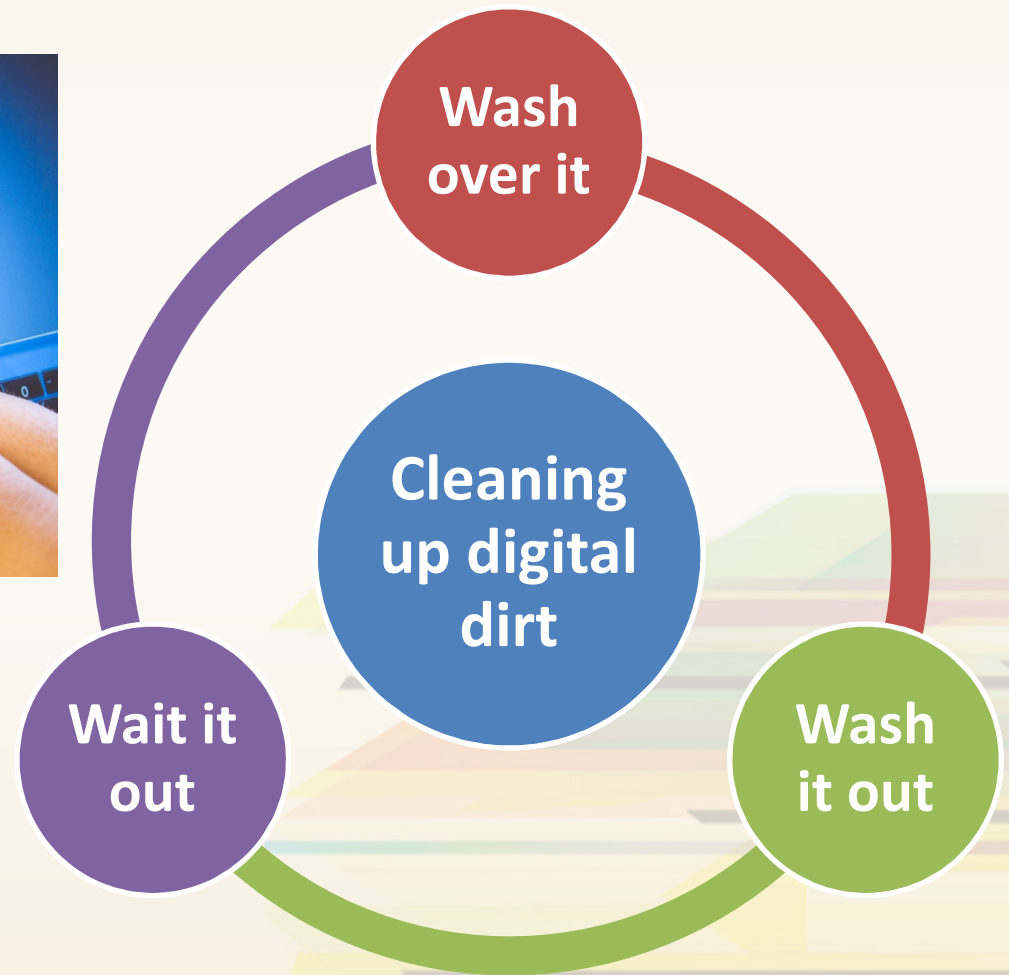 Wash
over it
Cleaning
up digital
dirt
Wait it
out
Wash
it out